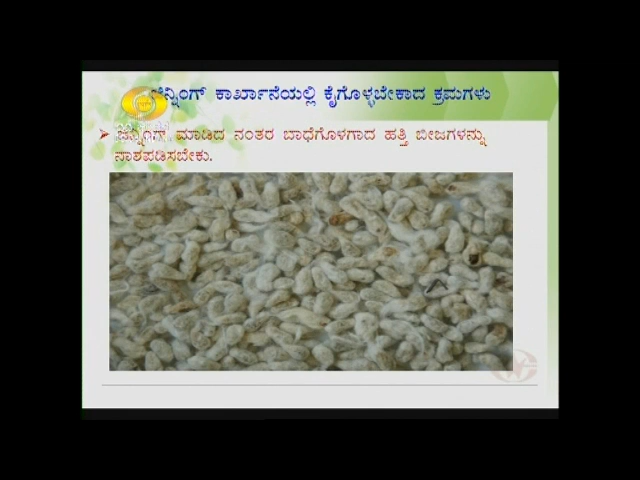 ಜಿನ್ನಿಂಗ್ ಕಾರ್ಖಾನೆಯಲ್ಲಿ ಕೈಗೊಳ್ಳಬೇಕಾದ ಕ್ರಮಗಳು
ಜಿನ್ನಿಂಗ್ ಮಾಡಿದ ನಂತರ ಬಾಧೆಗೊಳಗಾದ ಹತ್ತಿ ಬೀಜಗಳನ್ನು
ನಾಶಪಡಿಸಬೇಕು.